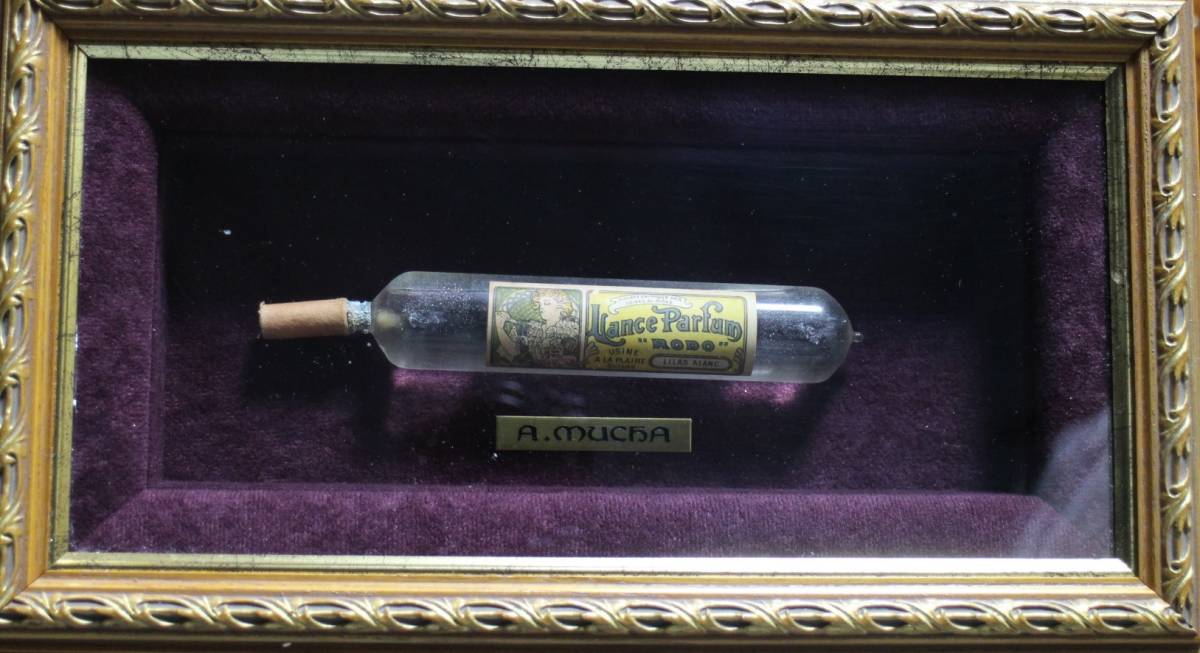 Lance Parfum
"RODO"
USINE
A LA PLAINE
LILAS BLANC
A. MUCHA